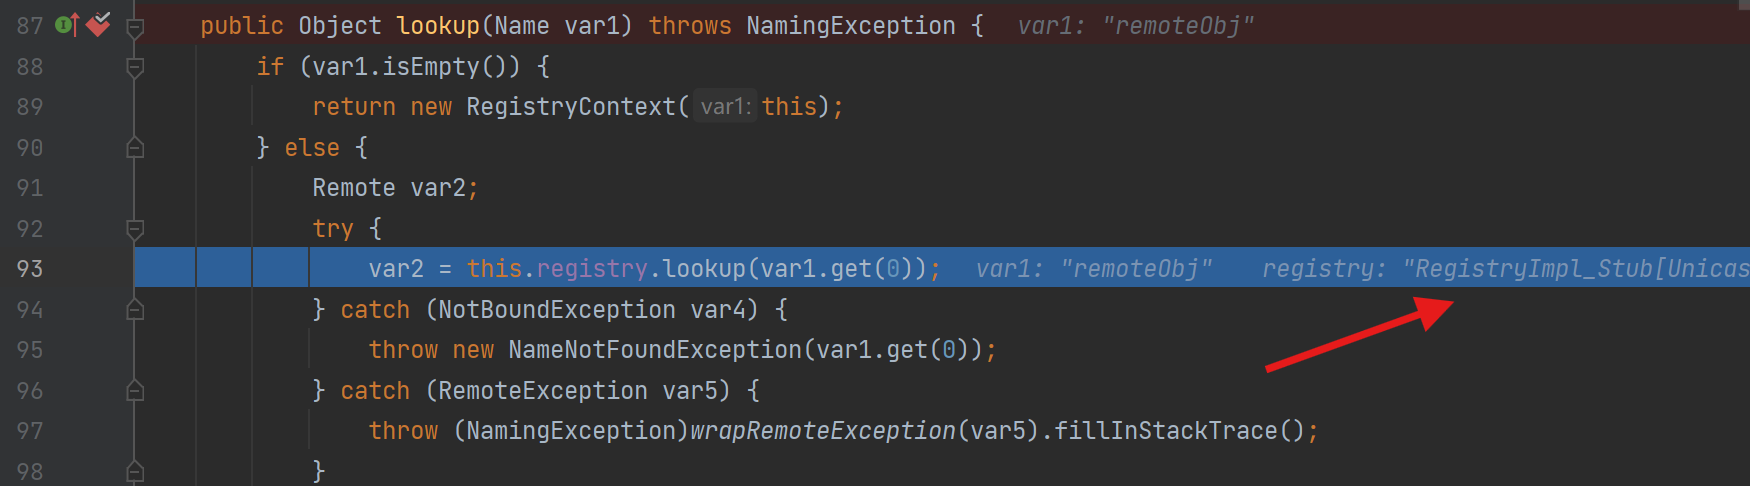 87 public Object lookup(Name var1) throws NamingException { var1: "remoteObj"
88 if (var1.isEmpty()) {
89 return new RegistryContext( var1: this);
90 } else {
91 Remote var2;
92 try {
93 var2 = this.registry.lookup(var1.get(0)); var1: "remoteObj" registry: "RegistryImpl_Stub[Unicas
94 } catch (NotBoundException var4) {
95 throw new NameNotFoundException(var1.get(0));
96 } catch (RemoteException var5) {
97 throw (NamingException)wrapRemoteException(var5).fillInStackTrace();
98 }